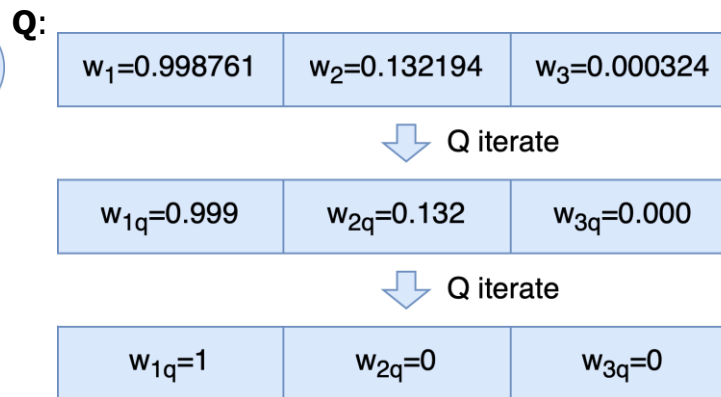 Q:
w1=0.998761 w2=0.132194 w3=0.000324
Q iterate
w1q=0.999 w2q=0.132 w3q=0.000
Q iterate
w1q=1 w2q=0 w3q=0